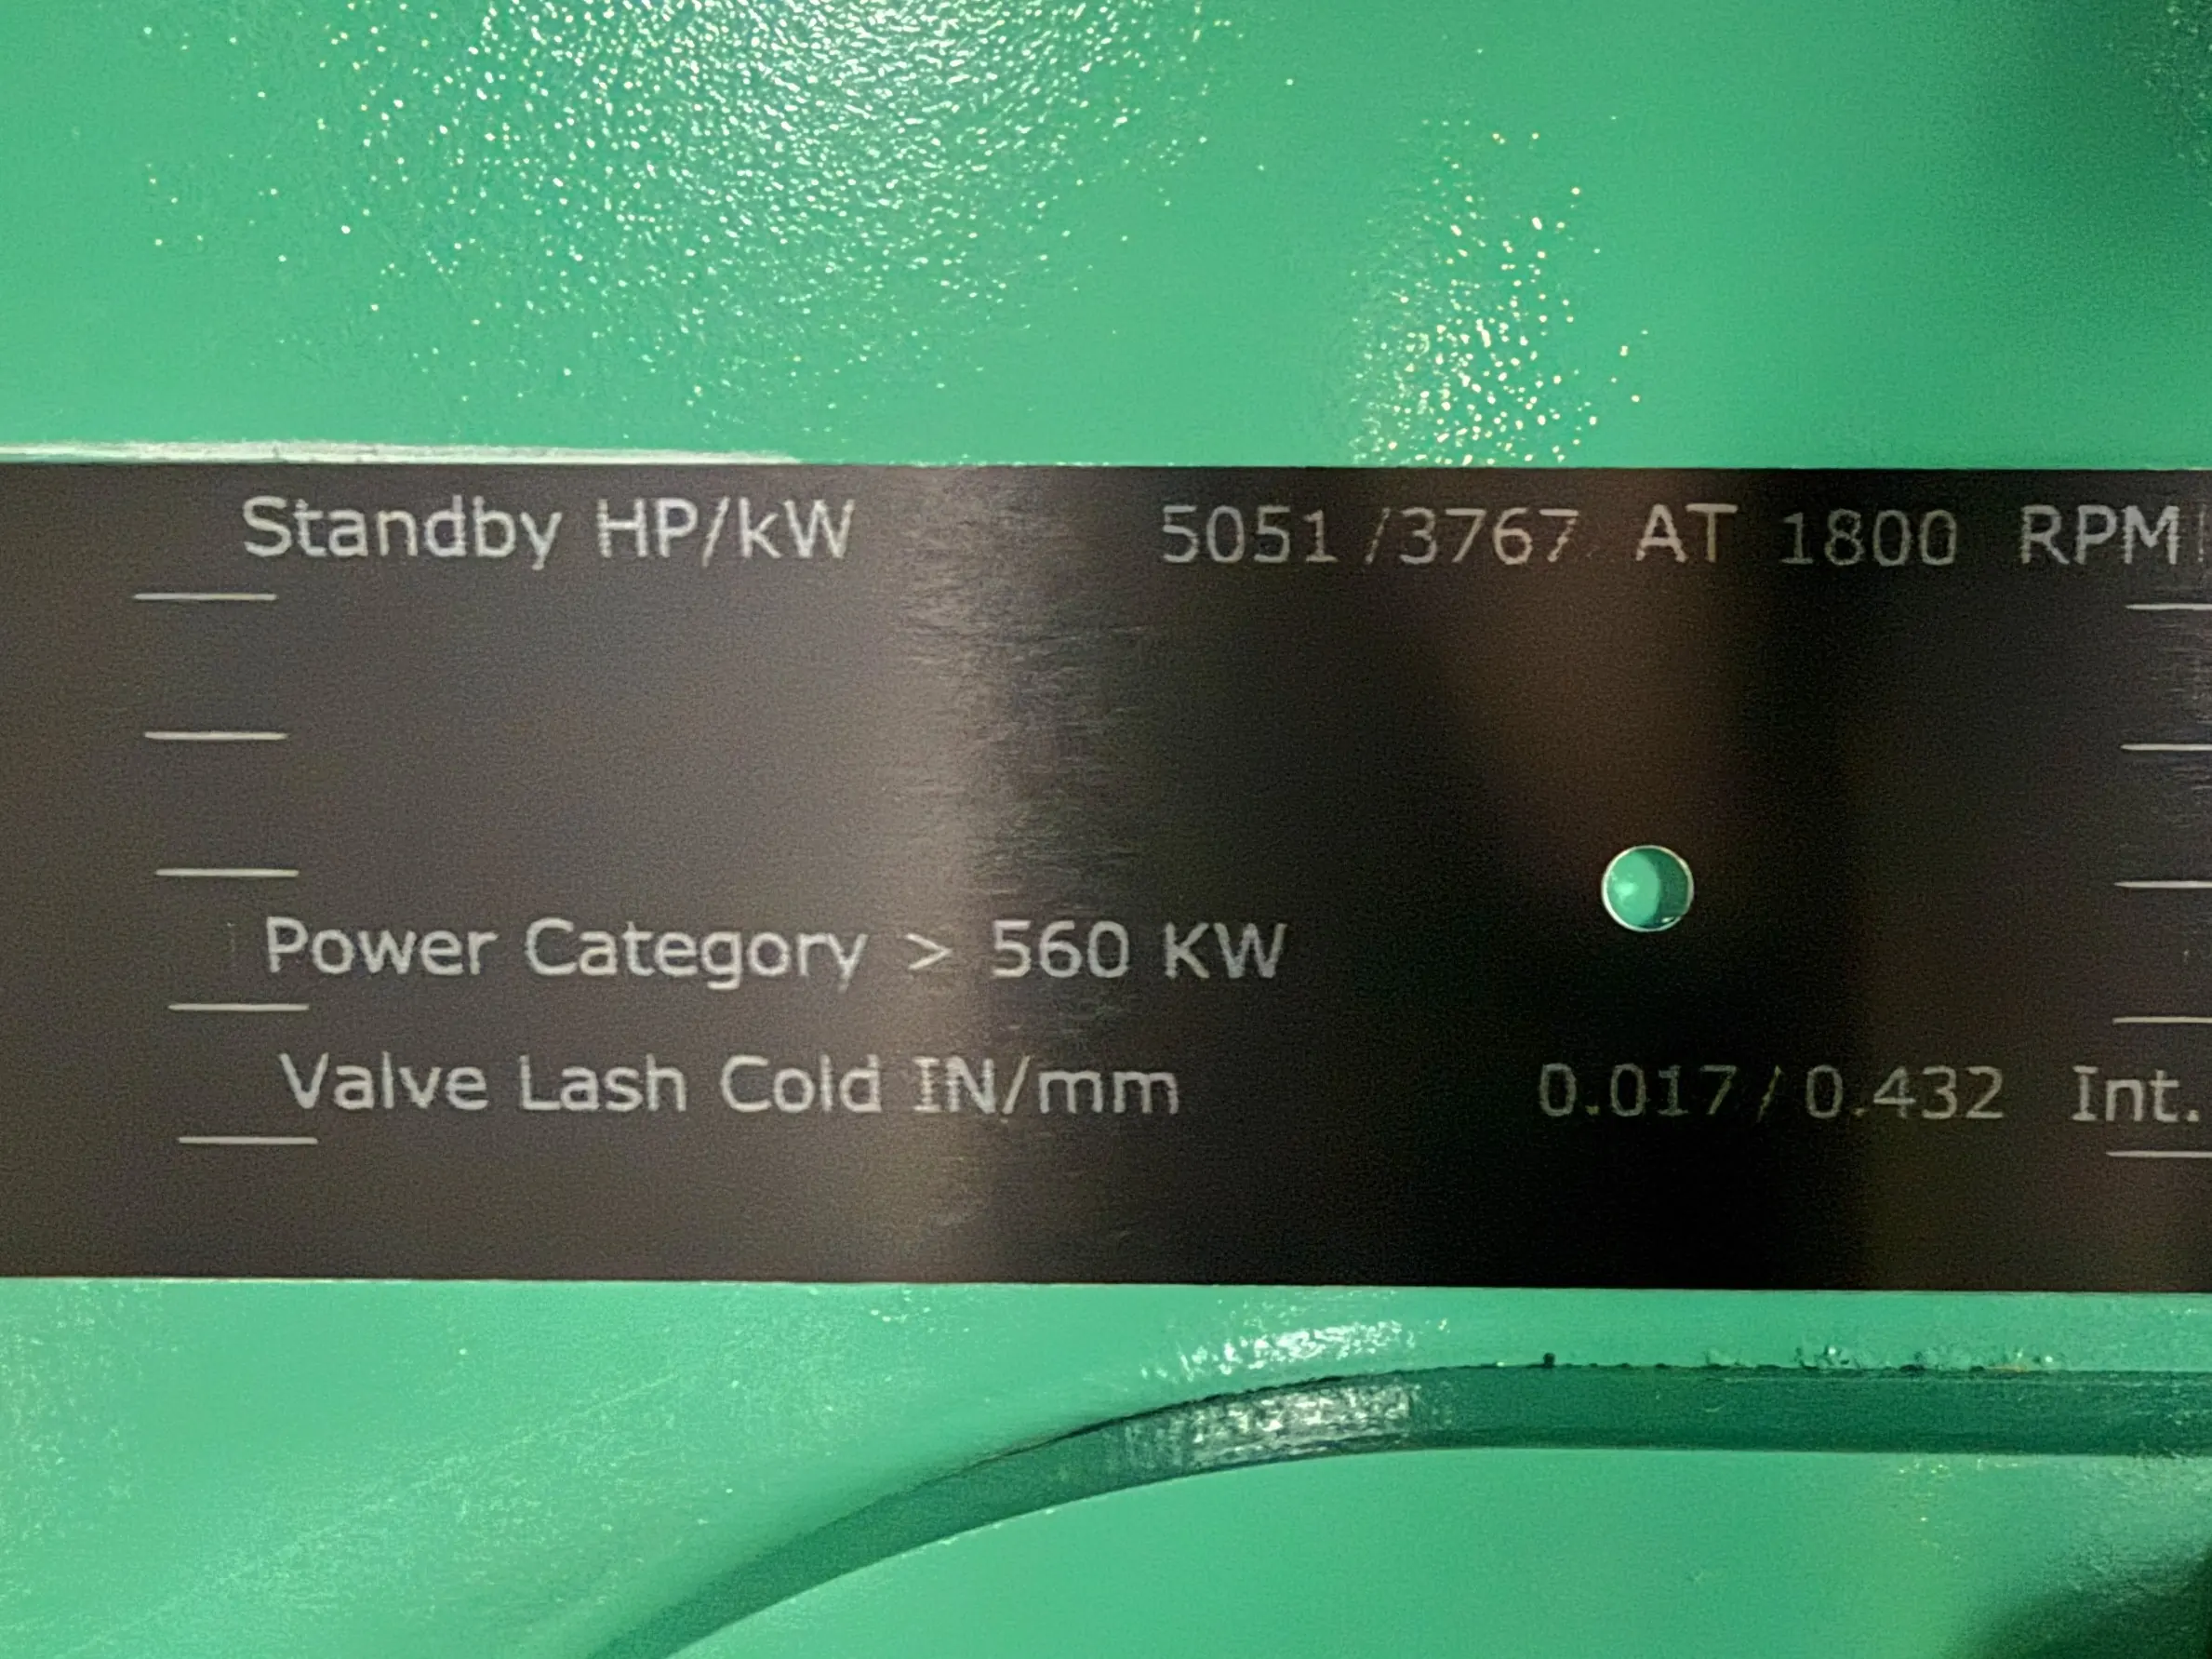 Standby HP/kW 5051 /3767 AT 1800 RPM
Power Category > 560 KW
Valve Lash Cold IN/mm 0.017 / 0.432 Int.